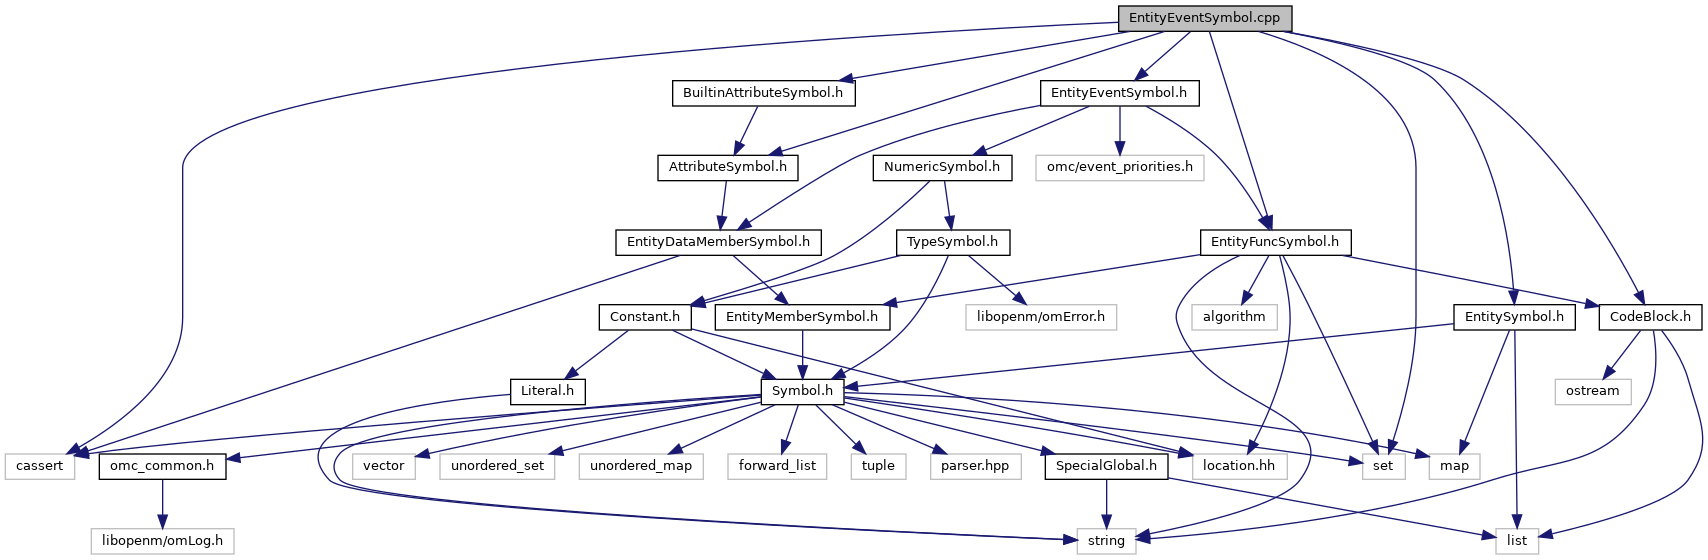 EntityEventSymbol.cpp
BuiltinAttributeSymbol.h
EntityEventSymbol.h
AttributeSymbol.h
NumericSymbol.h
omc/event_priorities.h
EntityDataMemberSymbol.h
TypeSymbol.h
EntityFuncSymbol.h
Constant.h
EntityMemberSymbol.h
libopenm/omError.h
algorithm
EntitySymbol.h
CodeBlock.h
Literal.h
Symbol.h
ostream
cassert
omc_common.h
vector
unordered_set
unordered_map
forward_list
tuple
parser.hpp
SpecialGlobal.h
location.hh
set
map
libopenm/omLog.h
string
list